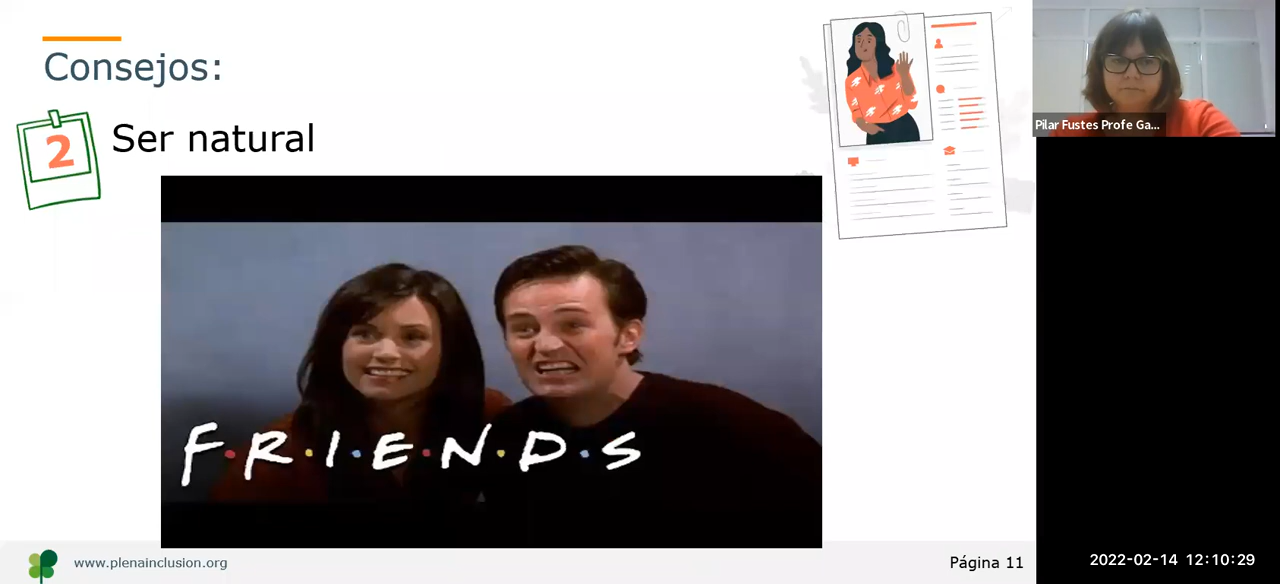 Consejos:
2
Ser natural
F·R·I·E·N·D·S
Pilar Fustes Profe Ga...
www.plenainclusion.org
Página 11
2022-02-14 12:10:29